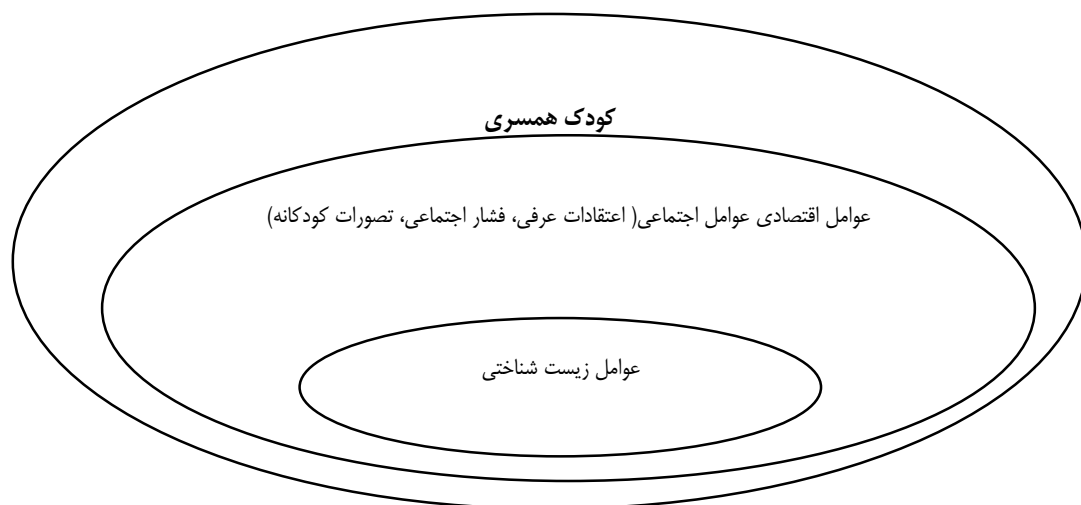 کودک همسری
عوامل اقتصادی عوامل اجتماعی( اعتقادات عرفی، فشار اجتماعی، تصورات کودکانه)
عوامل زیست شناختی